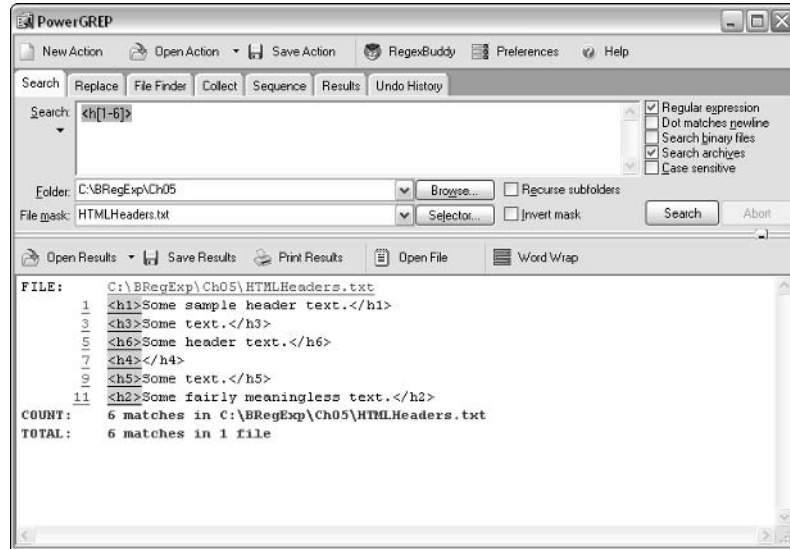 PowerGREP
New Action Open Action Save Action RegexBuddy Preferences Help
Search Replace File Finder Collect Sequence Results Undo History
Search: <h[1-6]>
Regular expression
Dot matches newline
Search binary files
Search archives
Case sensitive
Folder: C:\BRegExp\Ch05 Browse... Recurse subfolders
File mask: HTMLHeaders.txt Selector... Invert mask Search Abort
Open Results Save Results Print Results Open File Word Wrap
FILE: C:\BRegExp\Ch05\HTMLHeaders.txt
1 <h1>Some sample header text.</h1>
3 <h3>Some text.</h3>
5 <h6>Some header text.</h6>
7 <h4></h4>
9 <h5>Some text.</h5>
11 <h2>Some fairly meaningless text.</h2>
COUNT: 6 matches in C:\BRegExp\Ch05\HTMLHeaders.txt
TOTAL: 6 matches in 1 file